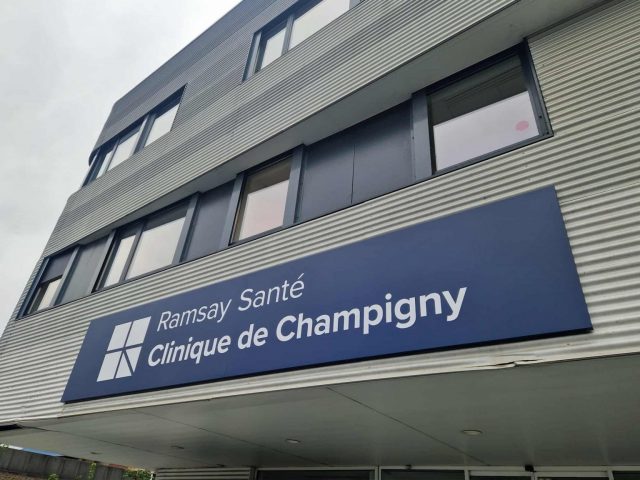 Ramsay Santé
Clinique de Champigny